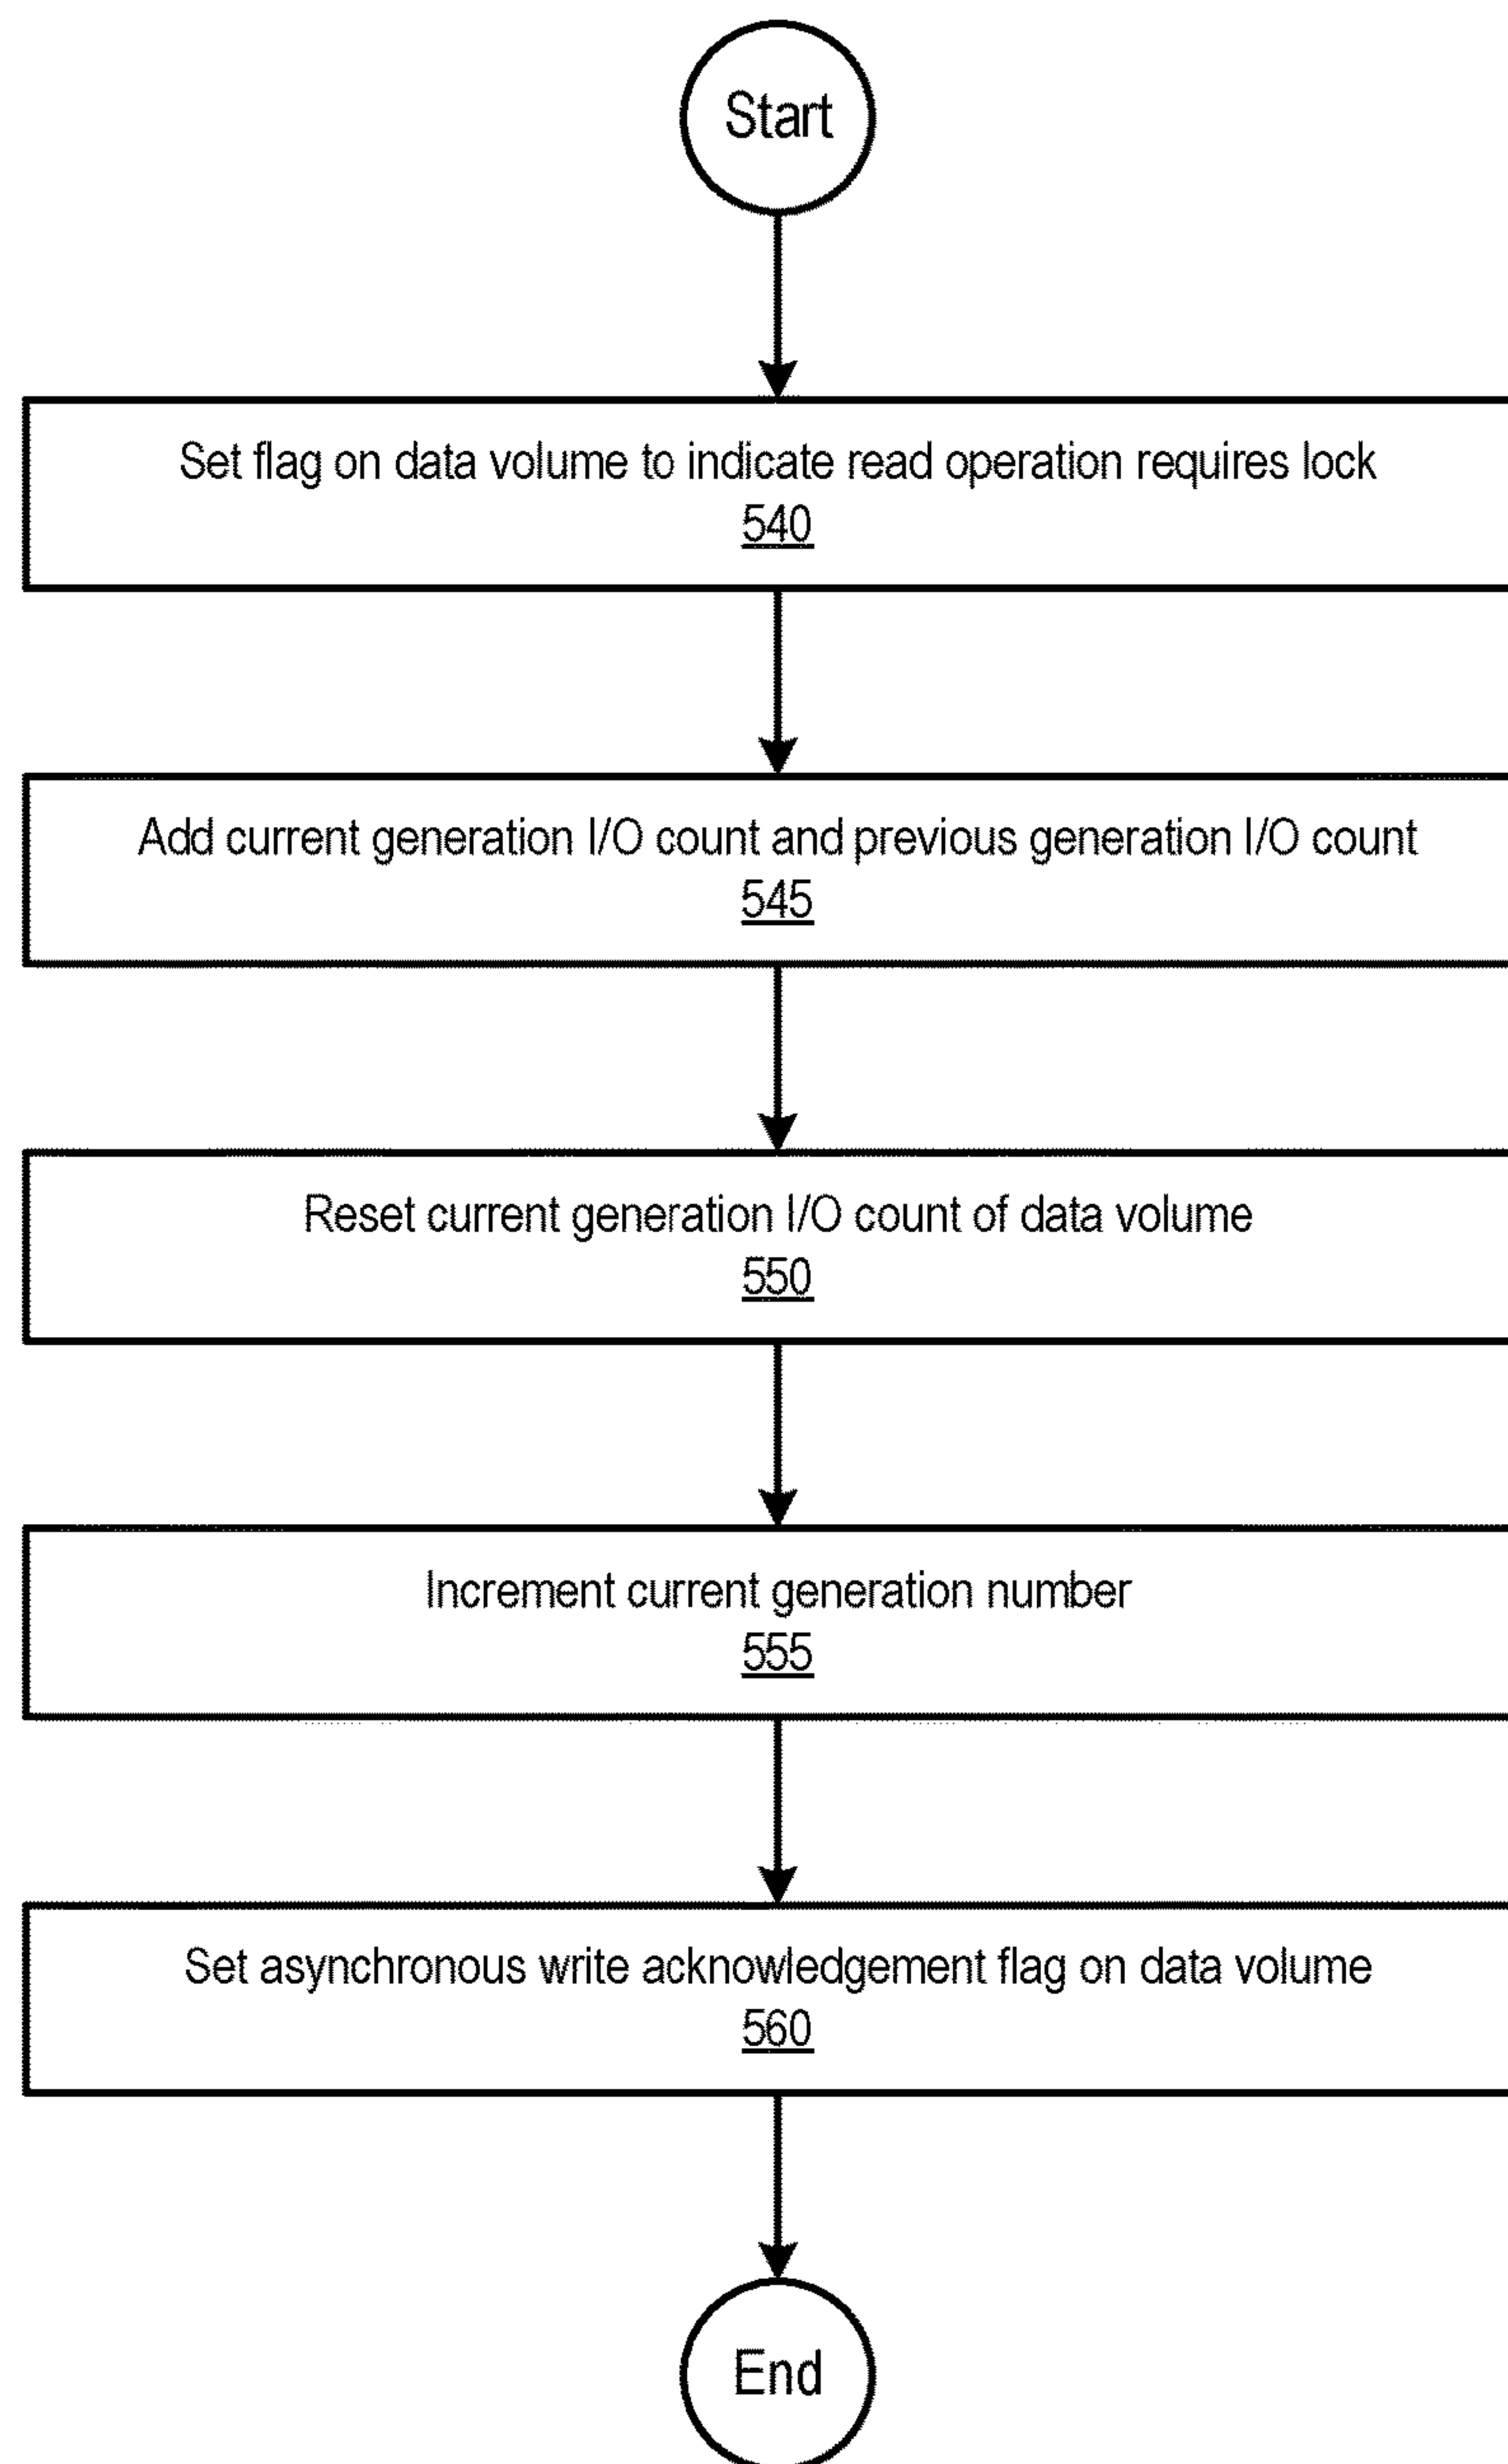 Start
Set flag on data volume to indicate read operation requires lock
540
Add current generation I/O count and previous generation I/O count
545
Reset current generation I/O count of data volume
550
Increment current generation number
555
Set asynchronous write acknowledgement flag on data volume
560
End